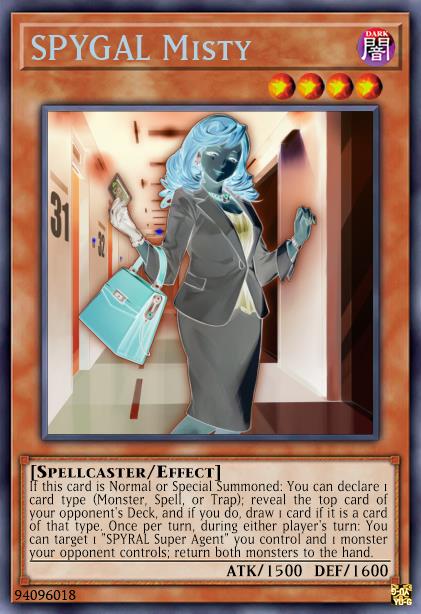 SPYGAL Misty
DARK
闇
31
32
[Spellcaster/Effect]
If this card is Normal or Special Summoned: You can declare 1
card type (Monster, Spell, or Trap); reveal the top card of
your opponent's Deck, and if you do, draw 1 card if it is a card
of that type. Once per turn, during either player's turn: You
can target 1 "SPYRAL Super Agent" you control and 1 monster
your opponent controls; return both monsters to the hand.
ATK/1500 DEF/1600
94096018